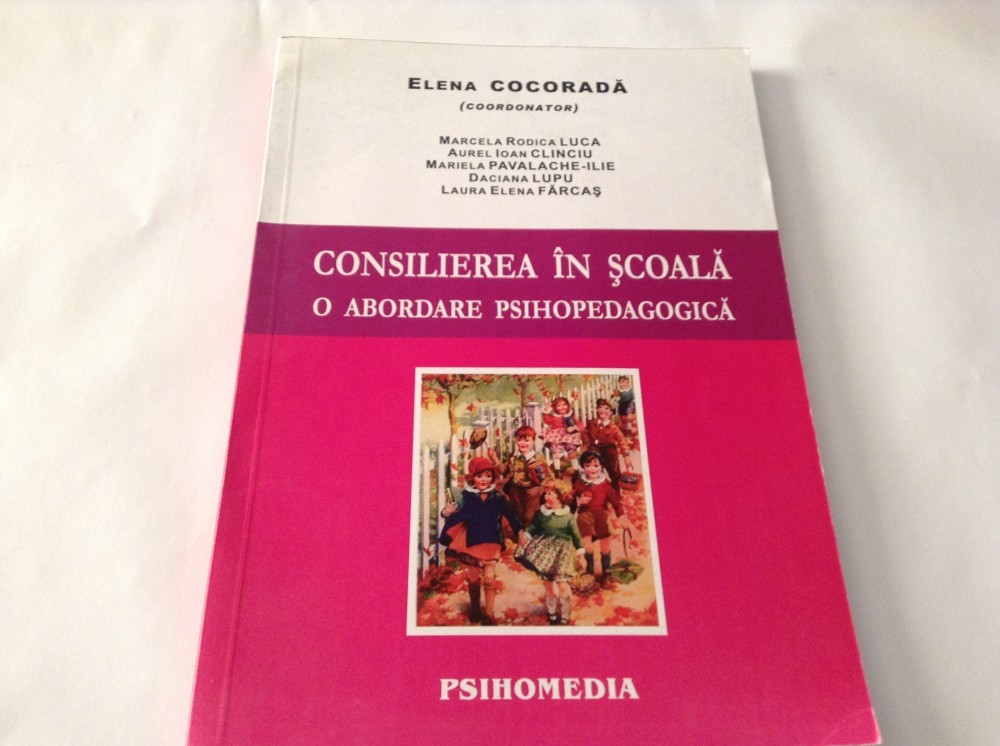 ELENA COCORADĂ
(COORDONATOR)
MARCELA RODICA LUCA
AUREL IOAN CLINCIU
MARIELA PAVALACHE-ILIE
DACIANA LUPU
LAURA ELENA FĂRCAŞ
CONSILIEREA ÎN ŞCOALĂ
O ABORDARE PSIHOPEDAGOGICĂ
PSIHOMEDIA